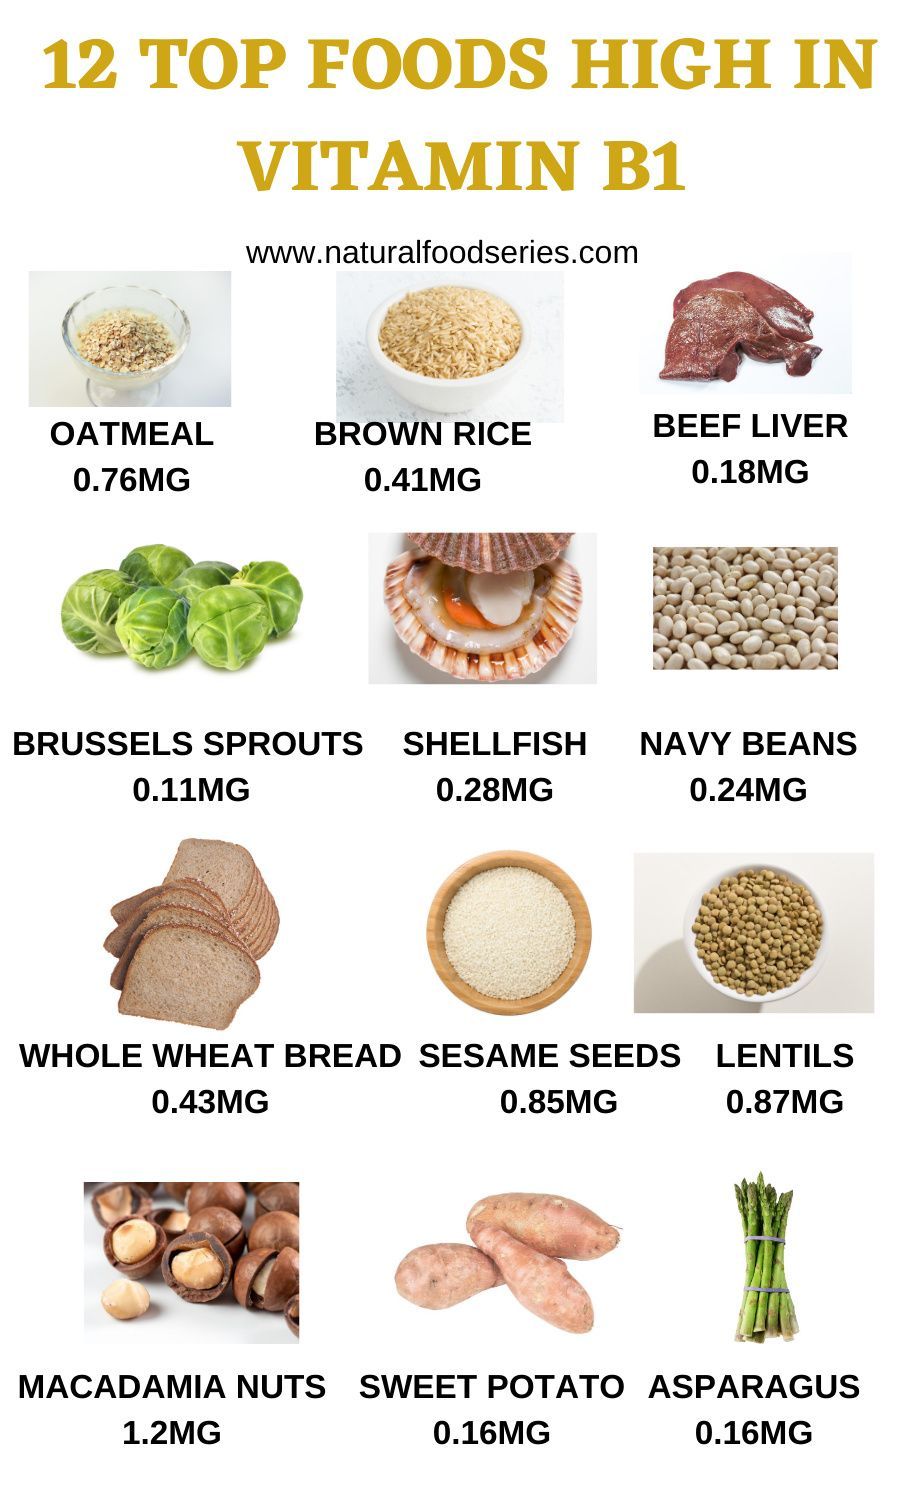 12 TOP FOODS HIGH IN
VITAMIN B1
www.naturalfoodseries.com
OATMEAL
0.76MG
BROWN RICE
0.41MG
BEEF LIVER
0.18MG
BRUSSELS SPROUTS
0.11MG
SHELLFISH
0.28MG
NAVY BEANS
0.24MG
WHOLE WHEAT BREAD
0.43MG
SESAME SEEDS
0.85MG
LENTILS
0.87MG
MACADAMIA NUTS
1.2MG
SWEET POTATO
0.16MG
ASPARAGUS
0.16MG